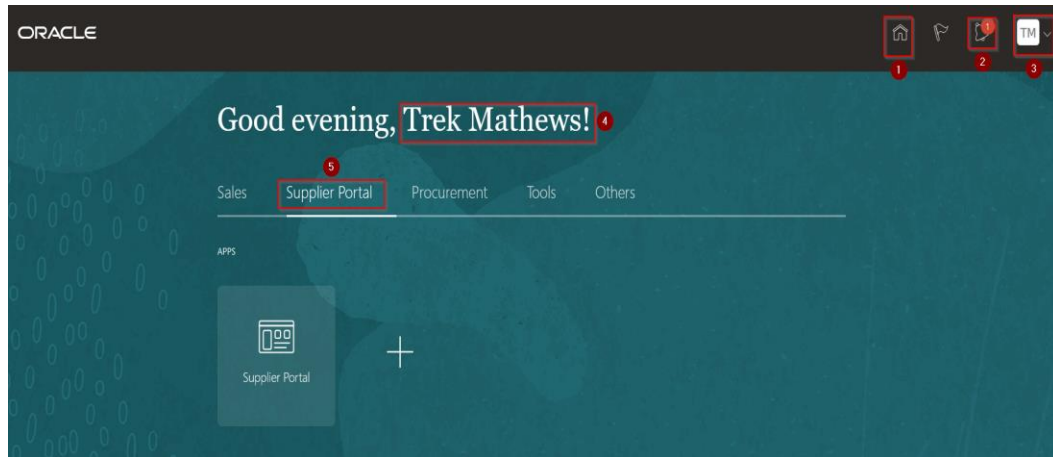 ORACLE
1
TM
1
2
3
Good evening, Trek Mathews!
4
5
Sales Supplier Portal Procurement Tools Others
APPS
Supplier Portal